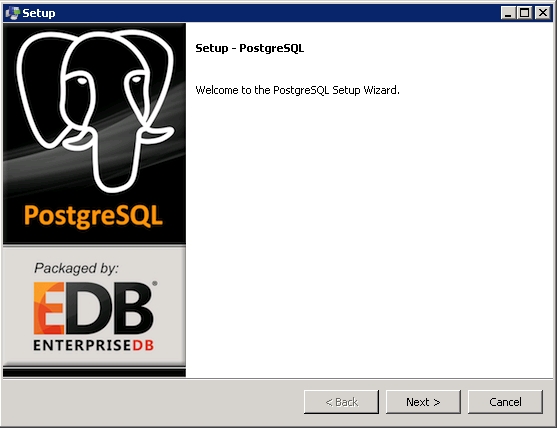 Setup
Setup - PostgreSQL
Welcome to the PostgreSQL Setup Wizard.
PostgreSQL
Packaged by:
EDB®
ENTERPRISEDB
< Back
Next >
Cancel